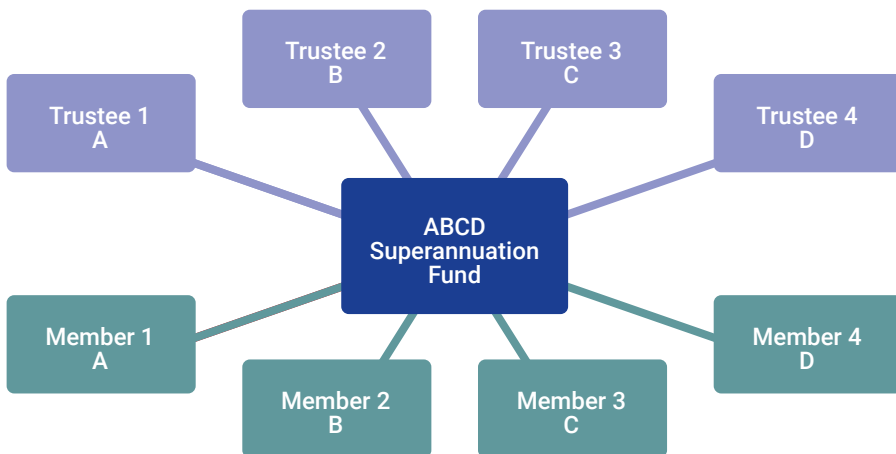 Trustee 1
A
Trustee 2
B
Trustee 3
C
Trustee 4
D
ABCD
Superannuation
Fund
Member 1
A
Member 2
B
Member 3
C
Member 4
D